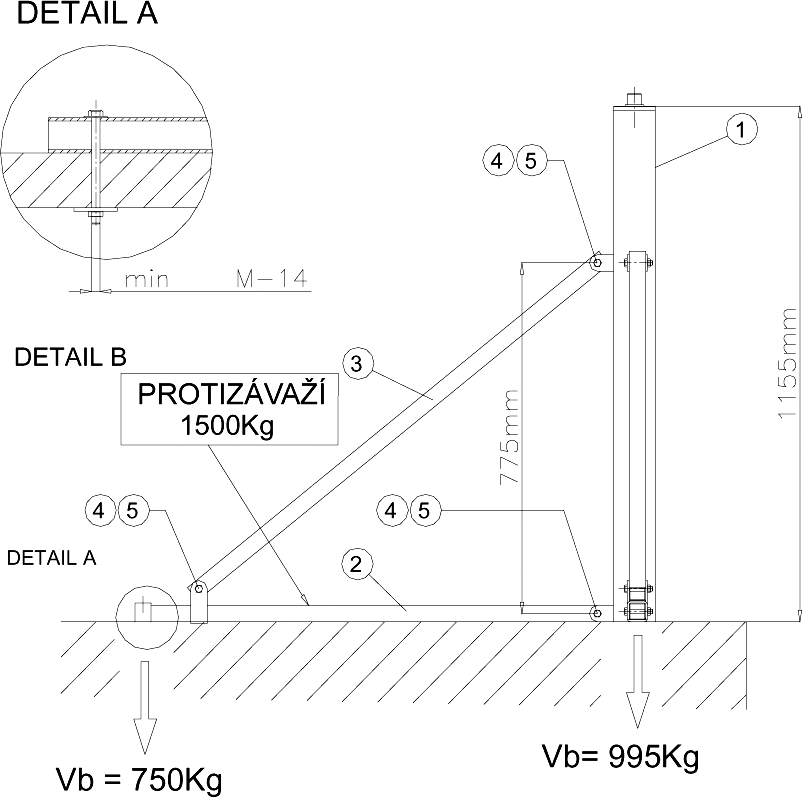 DETAIL A
min M-14
1
4 5
DETAIL B
3
PROTIZÁVAŽÍ
1500Kg
775mm
1155mm
4 5
4 5
DETAIL A
2
Vb = 750Kg
Vb= 995Kg